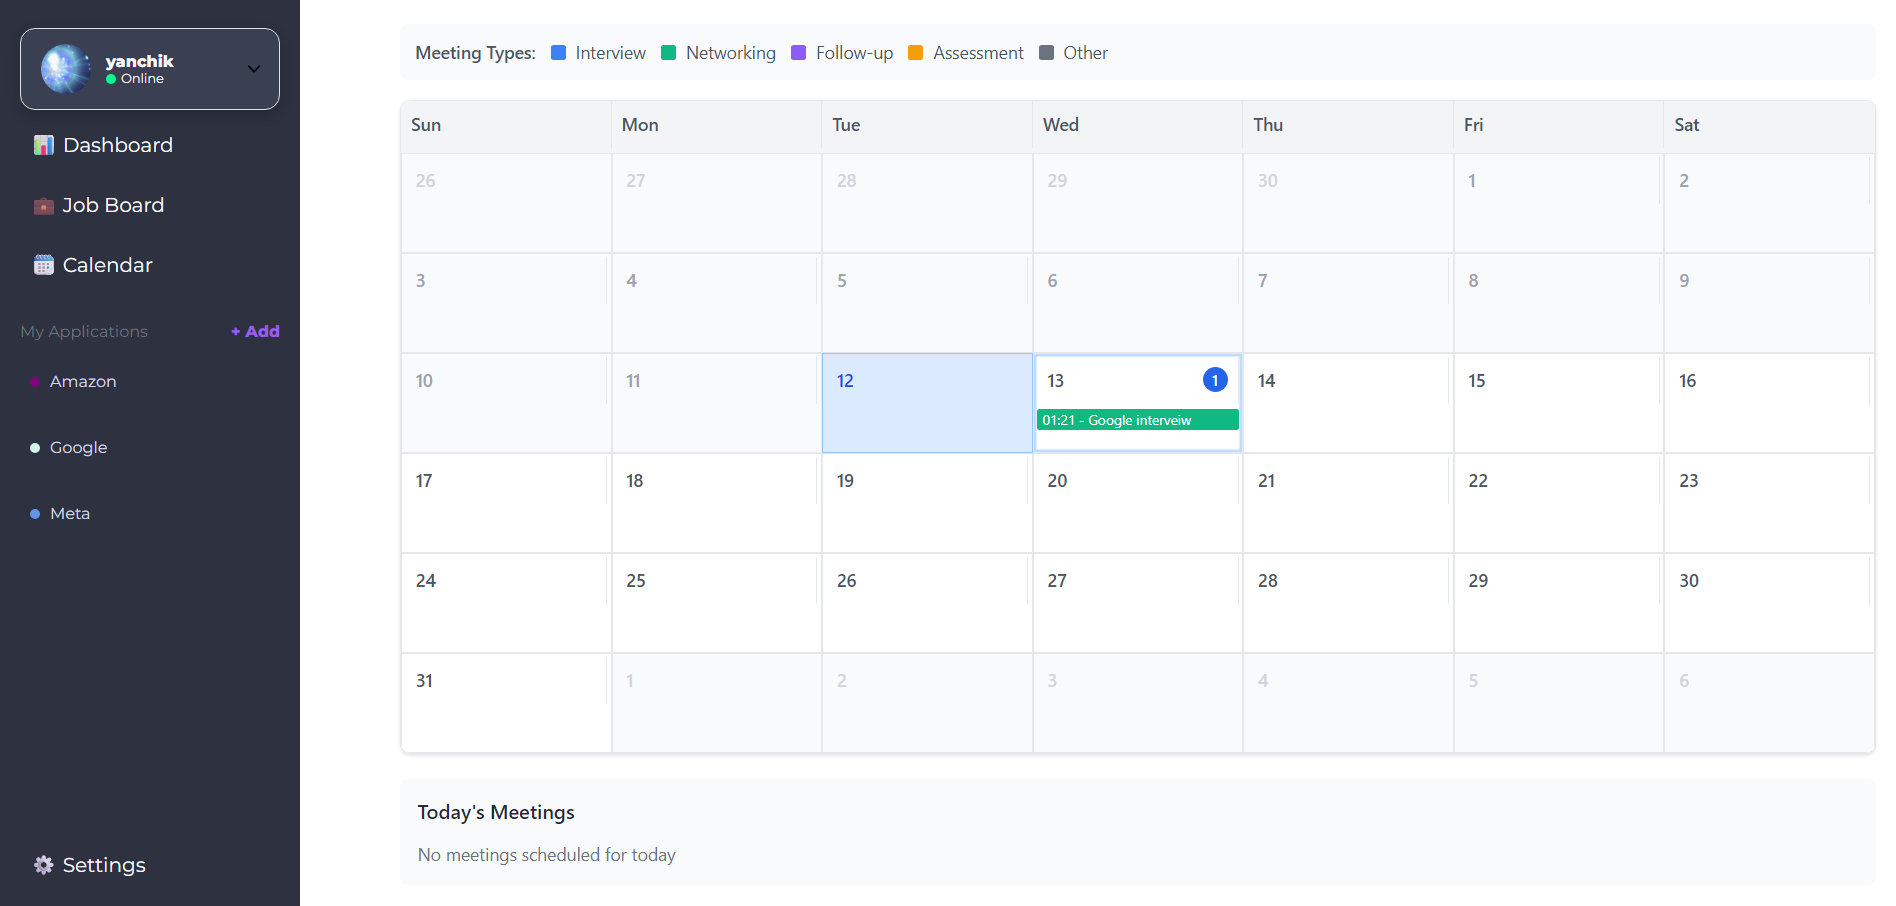 yanchik
Online
Dashboard
Job Board
Calendar
My Applications + Add
Amazon
Google
Meta
Settings
Meeting Types: Interview Networking Follow-up Assessment Other
Sun Mon Tue Wed Thu Fri Sat
26 27 28 29 30 1 2
3 4 5 6 7 8 9
10 11 12 13 1 14 15 16
01:21 - Google interveiw
17 18 19 20 21 22 23
24 25 26 27 28 29 30
31 1 2 3 4 5 6
Today's Meetings
No meetings scheduled for today